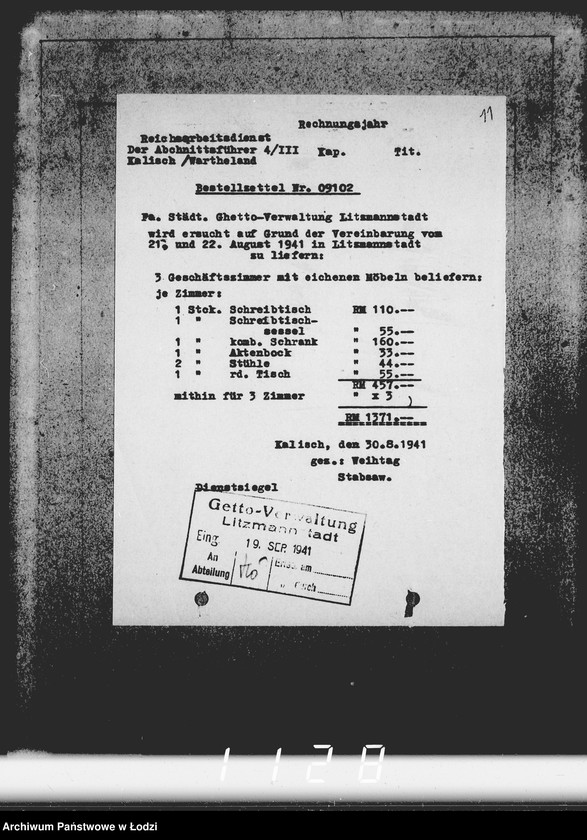 11
Rechnungsjahr
Reichsarbeitsdienst
Der Abchnittsführer 4/III Kap. Tit.
Kalisch /Wartheland
Bestellzettel Nr. 09102
Fa. Städt. Ghetto-Verwaltung Litzmannstadt
wird ersucht auf Grund der Vereinbarung vom
21. und 22. August 1941 in Litzmannstadt
zu liefern:
3 Geschäftszimmer mit eichenen Möbeln beliefern:
je Zimmer:
1 Stck. Schreibtisch RM 110.--
1 " Schreibtisch-
sessel " 55.--
1 " komb. Schrank " 160.--
1 " Aktenbock " 33.--
2 " Stühle " 44.--
1 " rd. Tisch " 55.--
RM 457.--
mithin für 3 Zimmer " x 3
RM 1371.--
Kalisch, den 30.8.1941
gez.: Weihtag
Stabsaw.
Dienstsiegel
Getto-Verwaltung
Litzmannstadt
Eing. 19. SEP. 1941
An
Abteilung
1128
Archiwum Państwowe w Łodzi